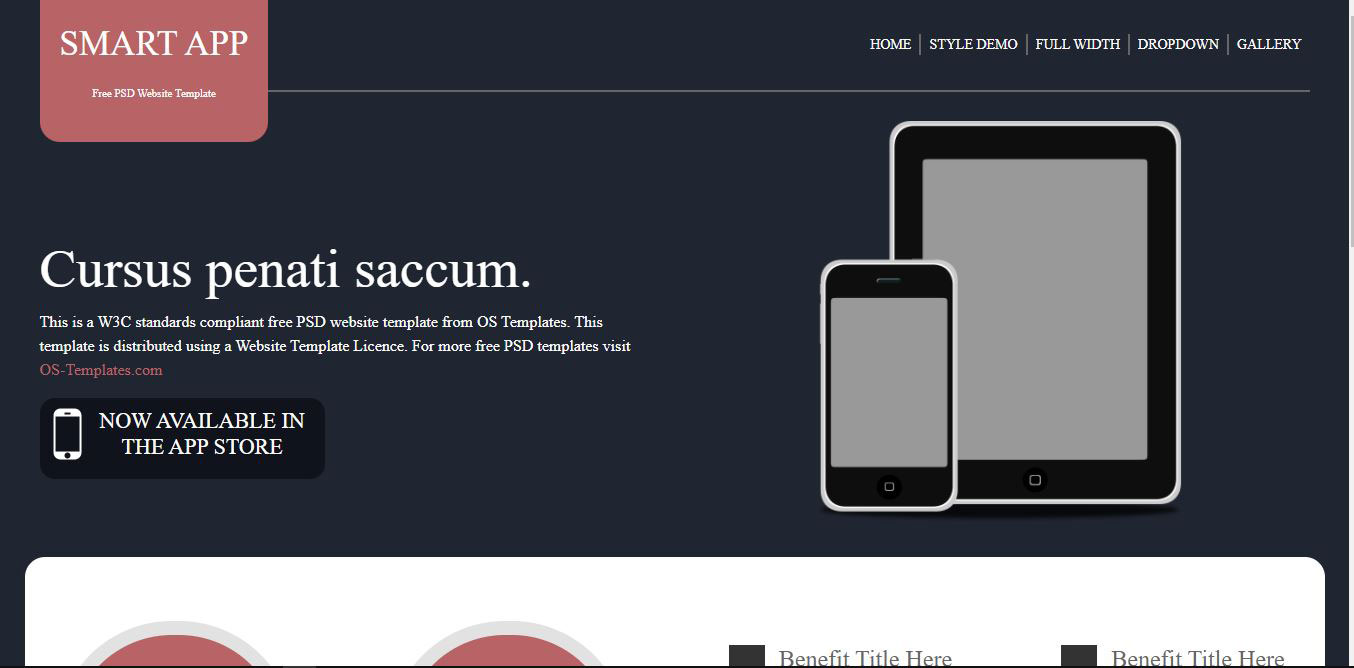 SMART APP
Free PSD Website Template
HOME
STYLE DEMO
FULL WIDTH
DROPDOWN
GALLERY
Cursus penati saccum.
This is a W3C standards compliant free PSD website template from OS Templates. This
template is distributed using a Website Template Licence. For more free PSD templates visit
OS-Templates.com
NOW AVAILABLE IN
THE APP STORE
Benefit Title Here
Benefit Title Here